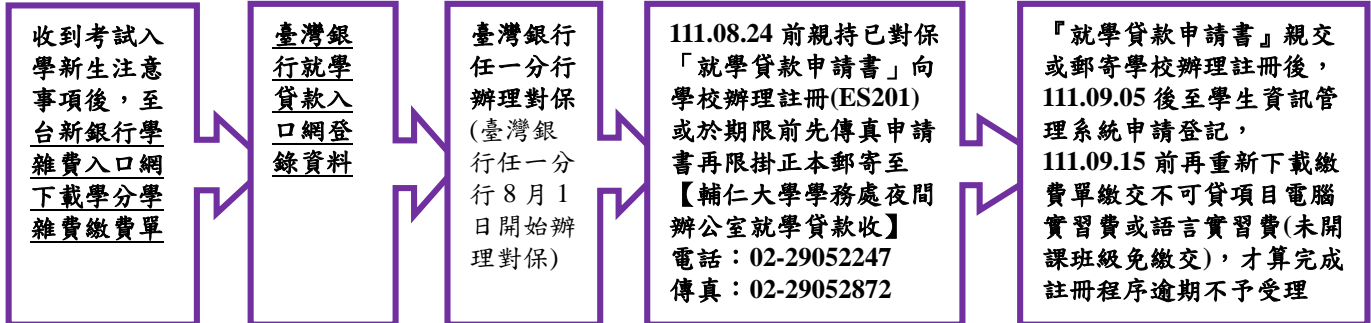 收到考試入
學新生注意
事項後，至
台新銀行學
雜費入口網
下載學分學
雜費繳費單
臺灣銀
行就學
貸款入
口網登
錄資料
臺灣銀行
任一分行
辦理對保
(臺灣銀
行任一分
行 8 月 1
日開始辦
理對保)
111.08.24 前親持已對保
「就學貸款申請書」向
學校辦理註冊(ES201)
或於期限前先傳真申請
書再限掛正本郵寄至
【輔仁大學學務處夜間
辦公室就學貸款收】
電話：02-29052247
傳真：02-29052872
『就學貸款申請書』親交
或郵寄學校辦理註冊後，
111.09.05 後至學生資訊管
理系統申請登記，
111.09.15 前再重新下載繳
費單繳交不可貸項目電腦
實習費或語言實習費(未開
課班級免繳交)，才算完成
註冊程序逾期不予受理